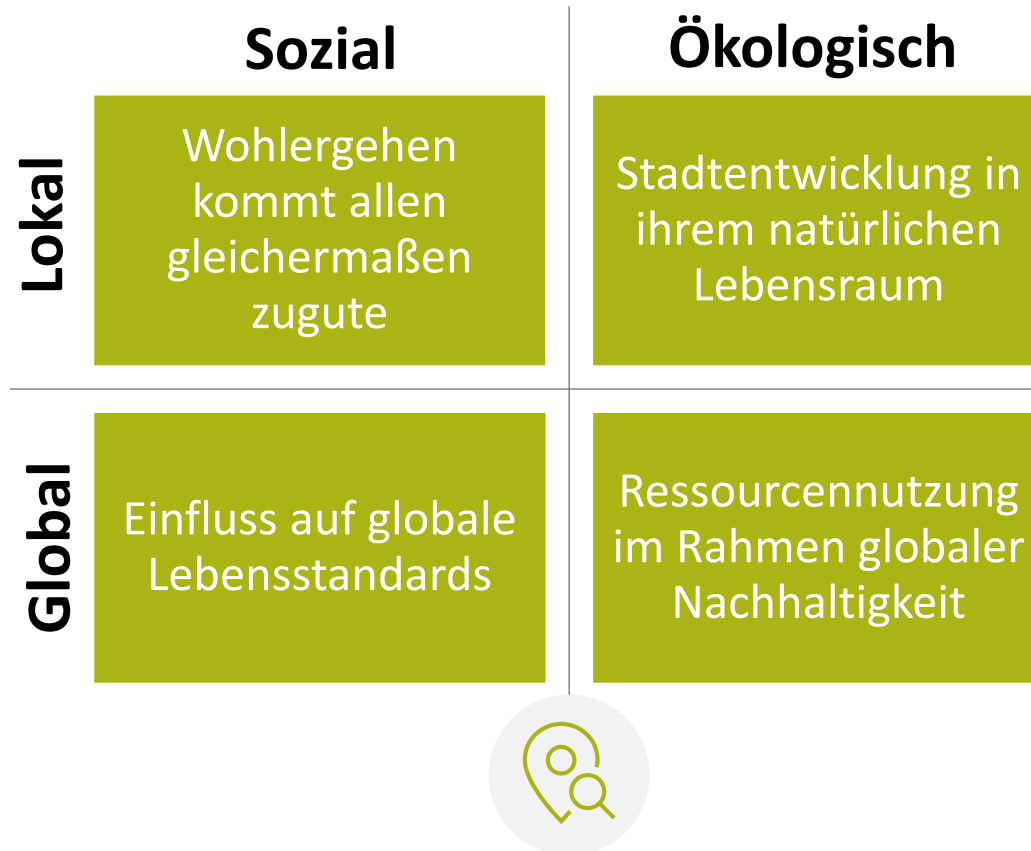 Sozial
Ökologisch
Lokal
Wohlergehen
kommt allen
gleichermaßen
zugute
Stadtentwicklung in
ihrem natürlichen
Lebensraum
Global
Einfluss auf globale
Lebensstandards
Ressourcennutzung
im Rahmen globaler
Nachhaltigkeit